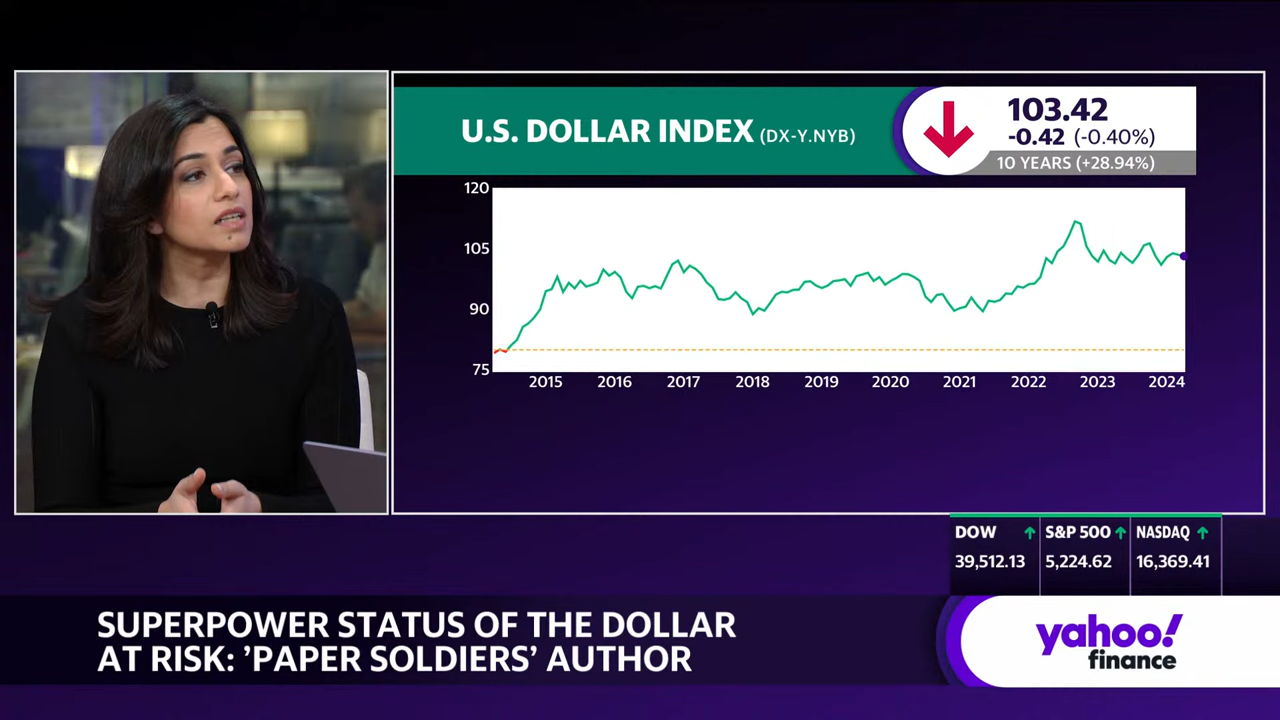 U.S. DOLLAR INDEX (DX-Y.NYB)
103.42
-0.42 (-0.40%)
10 YEARS (+28.94%)
120
105
90
75
2015 2016 2017 2018 2019 2020 2021 2022 2023 2024
DOW S&P 500 NASDAQ
39,512.13 5,224.62 16,369.41
SUPERPOWER STATUS OF THE DOLLAR
AT RISK: 'PAPER SOLDIERS' AUTHOR
yahoo!
finance